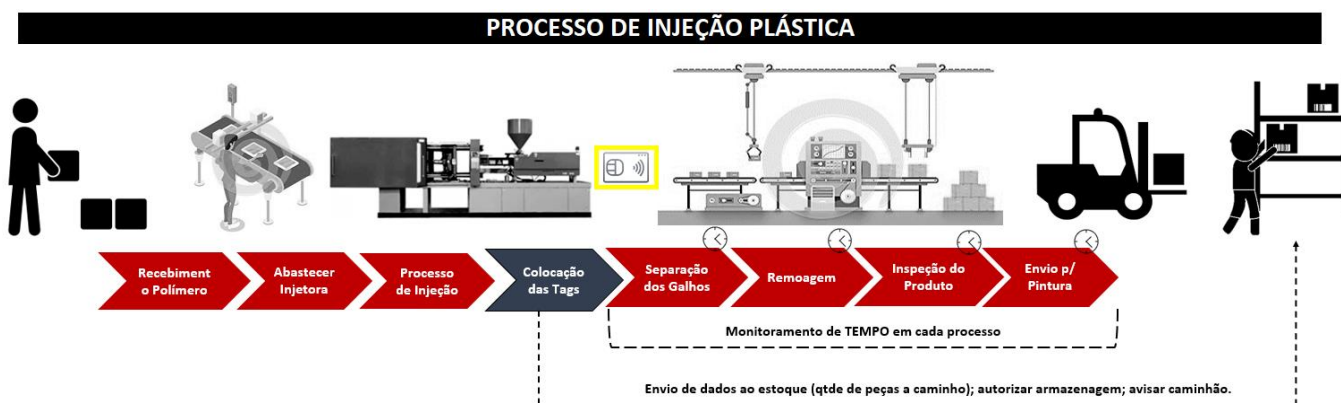 PROCESSO DE INJEÇÃO PLÁSTICA
Recebiment
o Polímero
Abastecer
Injetora
Processo
de Injeção
Colocação
das Tags
Separação
dos Galhos
Remoagem
Inspeção do
Produto
Envio p/
Pintura
Monitoramento de TEMPO em cada processo
Envio de dados ao estoque (qtde de peças a caminho); autorizar armazenagem; avisar caminhão.